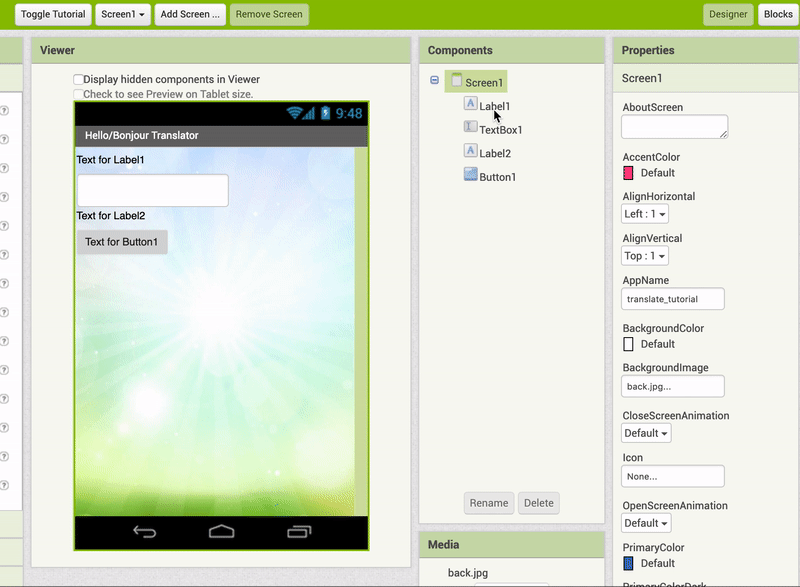 Toggle Tutorial
Screen1
Add Screen ...
Remove Screen
Designer
Blocks
Viewer
Display hidden components in Viewer
Check to see Preview on Tablet size.
9:48
Hello/Bonjour Translator
Text for Label1
Text for Label2
Text for Button1
Components
Screen1
Label1
TextBox1
Label2
Button1
Rename
Delete
Media
back.jpg
Properties
Screen1
AboutScreen
AccentColor
Default
AlignHorizontal
Left : 1
AlignVertical
Top : 1
AppName
translate_tutorial
BackgroundColor
Default
BackgroundImage
back.jpg...
CloseScreenAnimation
Default
Icon
None...
OpenScreenAnimation
Default
PrimaryColor
Default
PrimaryColorDark